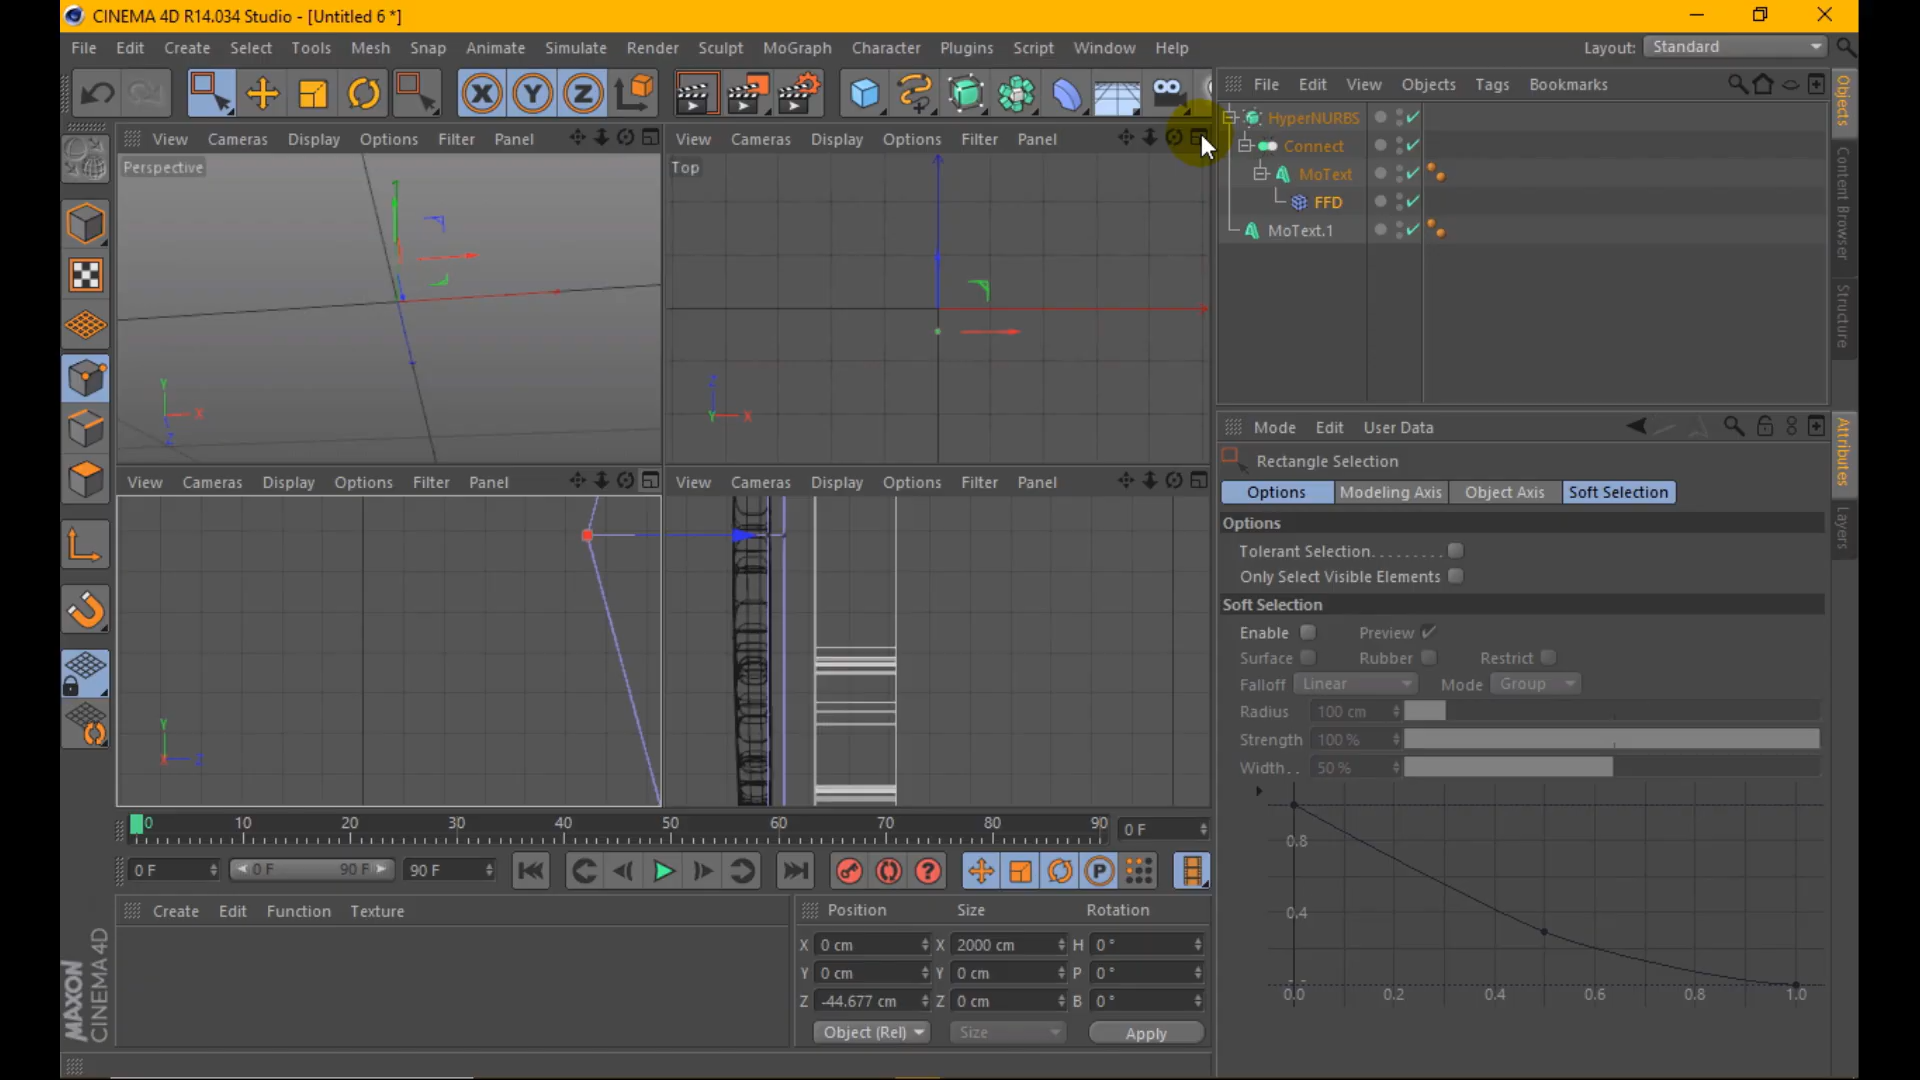 CINEMA 4D R14.034 Studio - [Untitled 6 *]
File Edit Create Select Tools Mesh Snap Animate Simulate Render Sculpt MoGraph Character Plugins Script Window Help Layout: Standard
File Edit View Objects Tags Bookmarks
HyperNURBS
Connect
MoText
FFD
MoText.1
Objects
Content Browser
Structure
View Cameras Display Options Filter Panel
Perspective
Y
X
Z
View Cameras Display Options Filter Panel
Top
Z
Y X
View Cameras Display Options Filter Panel
Y
X Z
View Cameras Display Options Filter Panel
Mode Edit User Data
Rectangle Selection
Options Modeling Axis Object Axis Soft Selection
Options
Tolerant Selection
Only Select Visible Elements
Soft Selection
Enable Preview
Surface Rubber Restrict
Falloff Linear Mode Group
Radius 100 cm
Strength 100 %
Width 50 %
0.8
0.4
0.0 0.2 0.4 0.6 0.8 1.0
Attributes
Layers
0 10 20 30 40 50 60 70 80 90 0 F
0 F 0 F 90 F 90 F
Create Edit Function Texture
Position Size Rotation
X 0 cm X 2000 cm H 0 °
Y 0 cm Y 0 cm P 0 °
Z -44.677 cm Z 0 cm B 0 °
Object (Rel) Size Apply
MAXON
CINEMA 4D